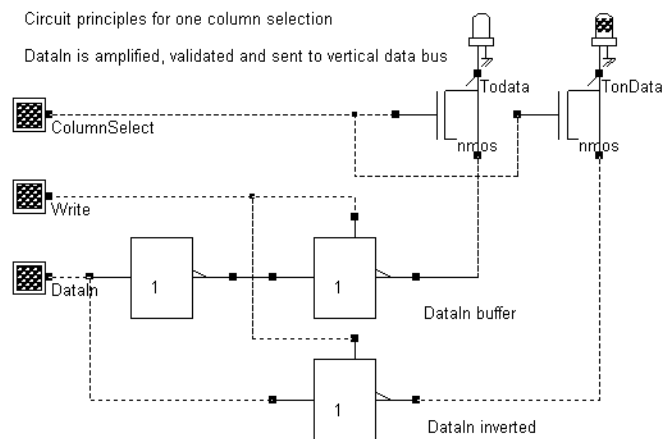 Circuit principles for one column selection
DataIn is amplified, validated and sent to vertical data bus
Todata
TonData
ColumnSelect
nmos
nmos
Write
DataIn
1
1
DataIn buffer
1
DataIn inverted